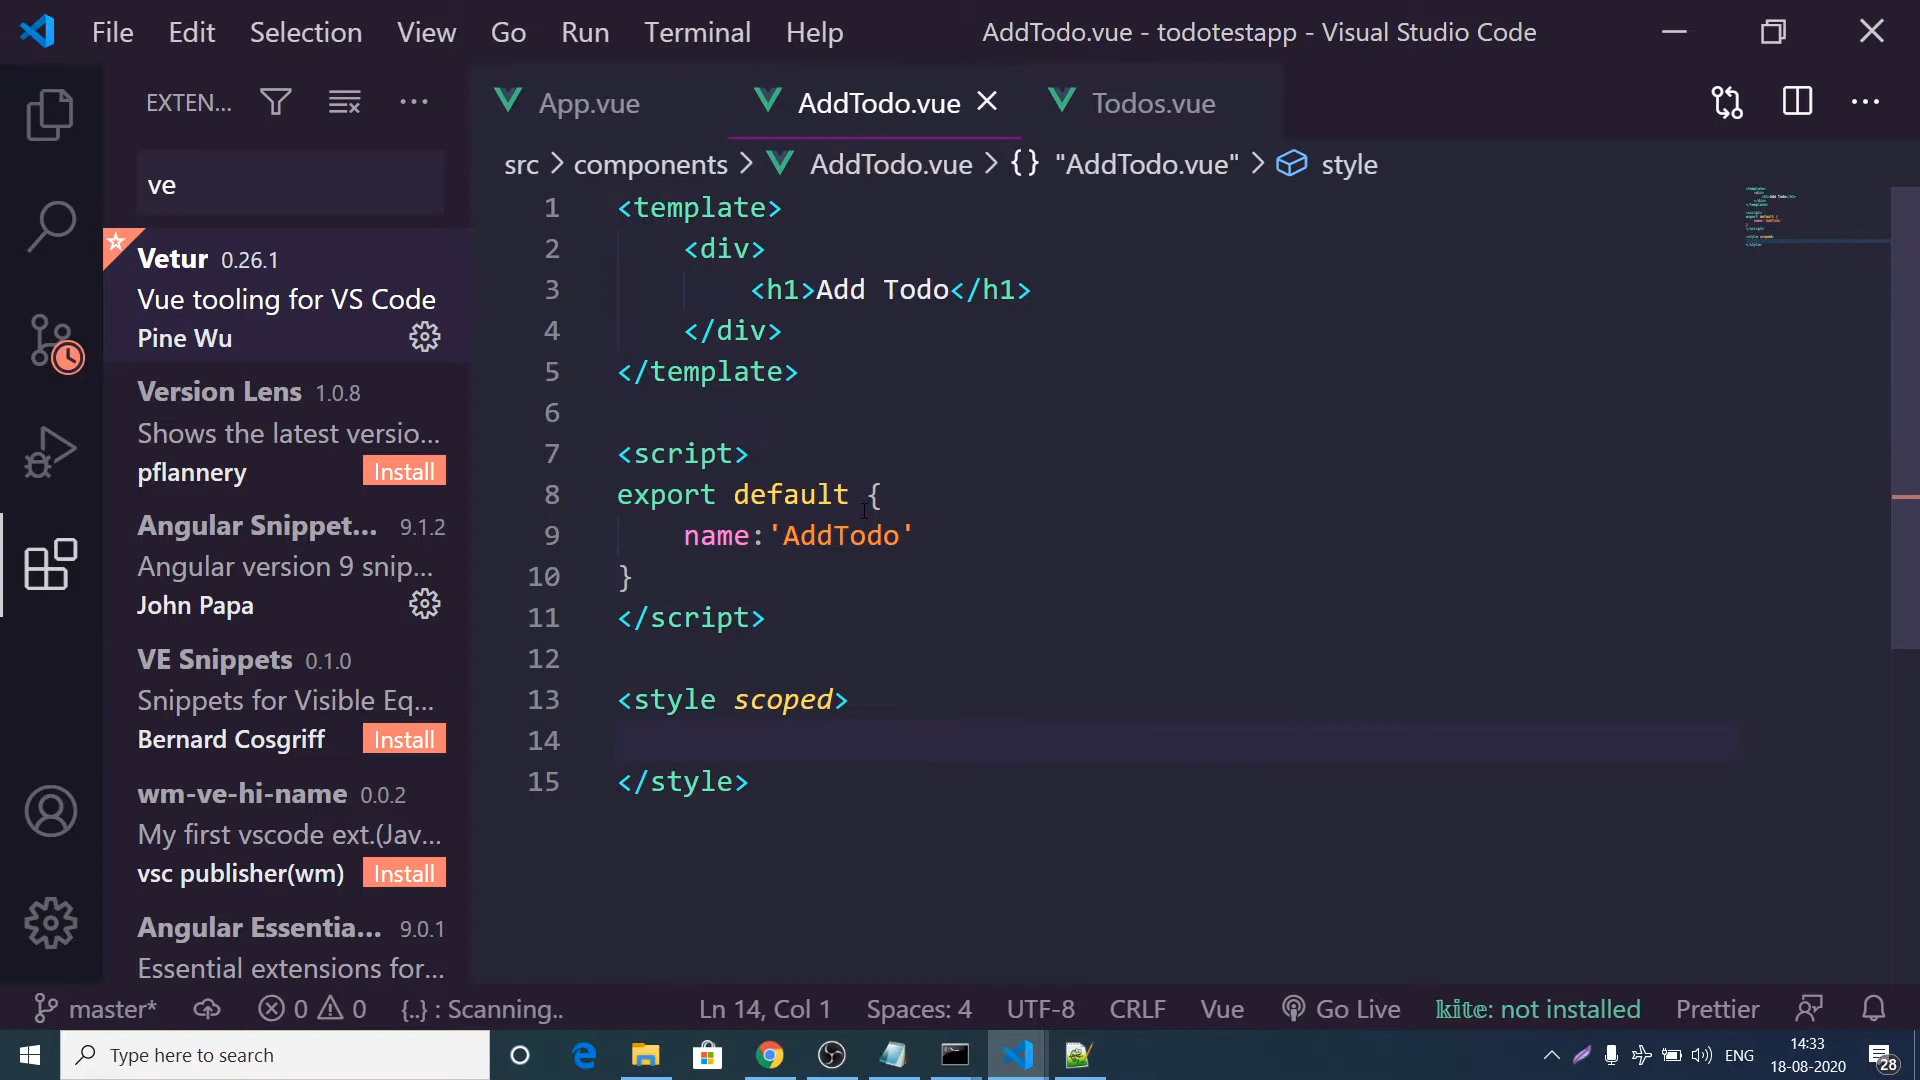 File Edit Selection View Go Run Terminal Help AddTodo.vue - todotestapp - Visual Studio Code
EXTEN...
ve
Vetur 0.26.1
Vue tooling for VS Code
Pine Wu
Version Lens 1.0.8
Shows the latest versio...
pflannery Install
Angular Snippet... 9.1.2
Angular version 9 snip...
John Papa
VE Snippets 0.1.0
Snippets for Visible Eq...
Bernard Cosgriff Install
wm-ve-hi-name 0.0.2
My first vscode ext.(Jav...
vsc publisher(wm) Install
Angular Essentia... 9.0.1
Essential extensions for...
App.vue AddTodo.vue Todos.vue
src > components > AddTodo.vue > {} "AddTodo.vue" > style
1 <template>
2 <div>
3 <h1>Add Todo</h1>
4 </div>
5 </template>
6
7 <script>
8 export default {
9 name:'AddTodo'
10 }
11 </script>
12
13 <style scoped>
14
15 </style>
master* 0 0 {..} : Scanning.. Ln 14, Col 1 Spaces: 4 UTF-8 CRLF Vue Go Live kite: not installed Prettier
Type here to search
ENG
14:33
18-08-2020
28